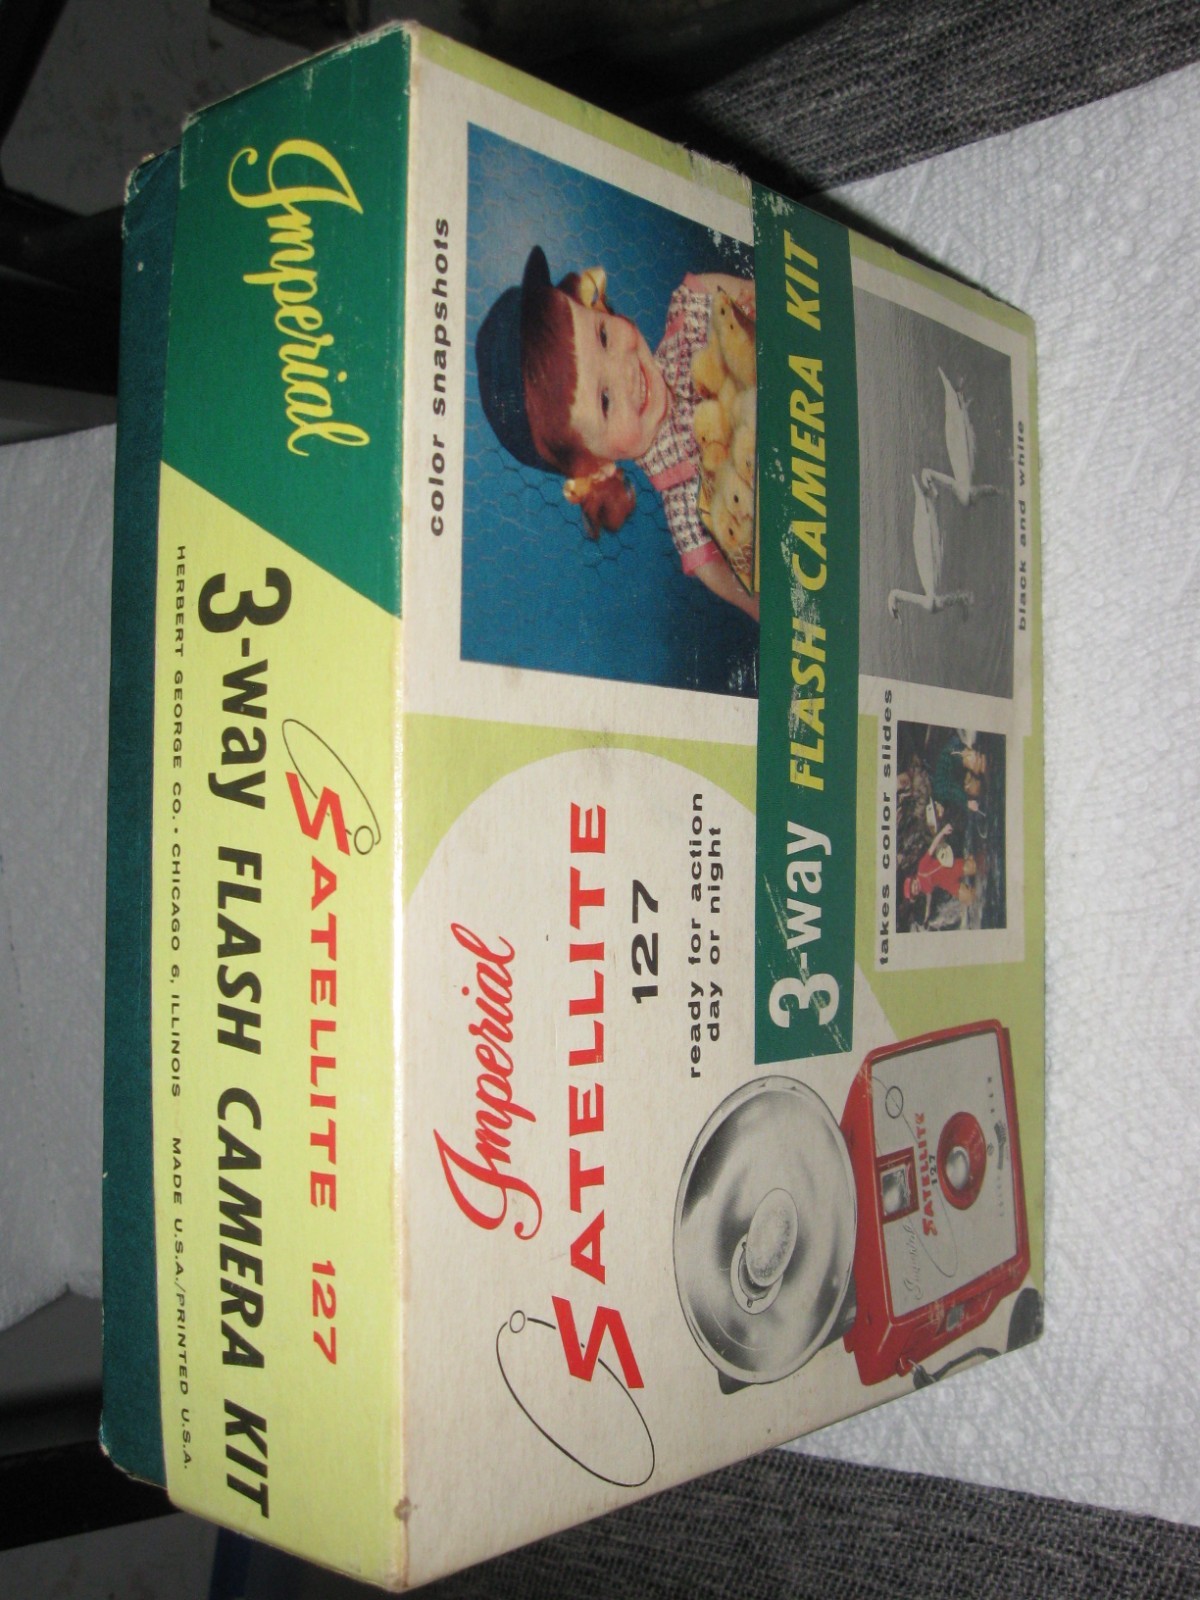 Imperial
SATELLITE 127
3-way FLASH CAMERA KIT
HERBERT GEORGE CO. • CHICAGO 6, ILLINOIS MADE U.S.A./PRINTED U.S.A.
color snapshots
Imperial
SATELLITE
127
ready for action
day or night
3-way FLASH CAMERA KIT
takes color slides
black and white
Imperial
SATELLITE
127